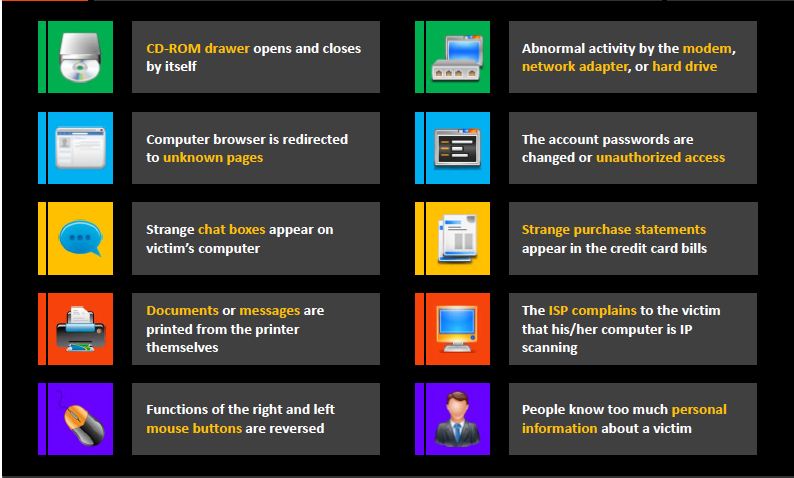 CD-ROM drawer opens and closes
by itself
Abnormal activity by the modem,
network adapter, or hard drive
Computer browser is redirected
to unknown pages
The account passwords are
changed or unauthorized access
Strange chat boxes appear on
victim's computer
Strange purchase statements
appear in the credit card bills
Documents or messages are
printed from the printer
themselves
The ISP complains to the victim
that his/her computer is IP
scanning
Functions of the right and left
mouse buttons are reversed
People know too much personal
information about a victim